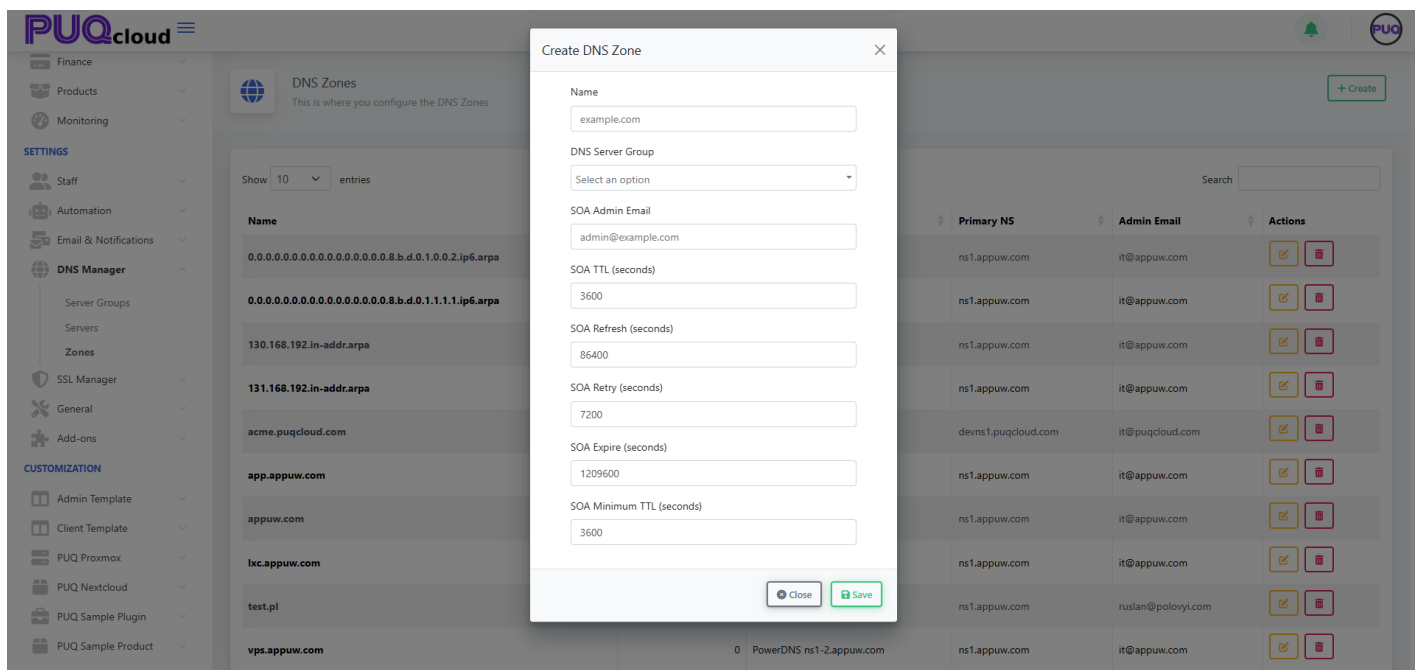 PUQcloud
PUQ
Finance
Products
Monitoring
SETTINGS
Staff
Automation
Email & Notifications
DNS Manager
Server Groups
Servers
Zones
SSL Manager
General
Add-ons
CUSTOMIZATION
Admin Template
Client Template
PUQ Proxmox
PUQ Nextcloud
PUQ Sample Plugin
PUQ Sample Product
DNS Zones
This is where you configure the DNS Zones
+ Create
Show 10 entries
Search
Name Primary NS Admin Email Actions
0.0.0.0.0.0.0.0.0.0.0.0.0.0.0.0.0.8.b.d.0.1.0.0.2.ip6.arpa ns1.appuw.com it@appuw.com
0.0.0.0.0.0.0.0.0.0.0.0.0.0.0.0.0.8.b.d.0.1.1.1.1.ip6.arpa ns1.appuw.com it@appuw.com
130.168.192.in-addr.arpa ns1.appuw.com it@appuw.com
131.168.192.in-addr.arpa ns1.appuw.com it@appuw.com
acme.puqcloud.com devns1.puqcloud.com it@puqcloud.com
app.appuw.com ns1.appuw.com it@appuw.com
appuw.com ns1.appuw.com it@appuw.com
lxc.appuw.com ns1.appuw.com it@appuw.com
test.pl ns1.appuw.com ruslan@polovyi.com
vps.appuw.com 0 PowerDNS ns1-2.appuw.com ns1.appuw.com it@appuw.com
Create DNS Zone
Name
example.com
DNS Server Group
Select an option
SOA Admin Email
admin@example.com
SOA TTL (seconds)
3600
SOA Refresh (seconds)
86400
SOA Retry (seconds)
7200
SOA Expire (seconds)
1209600
SOA Minimum TTL (seconds)
3600
Close
Save